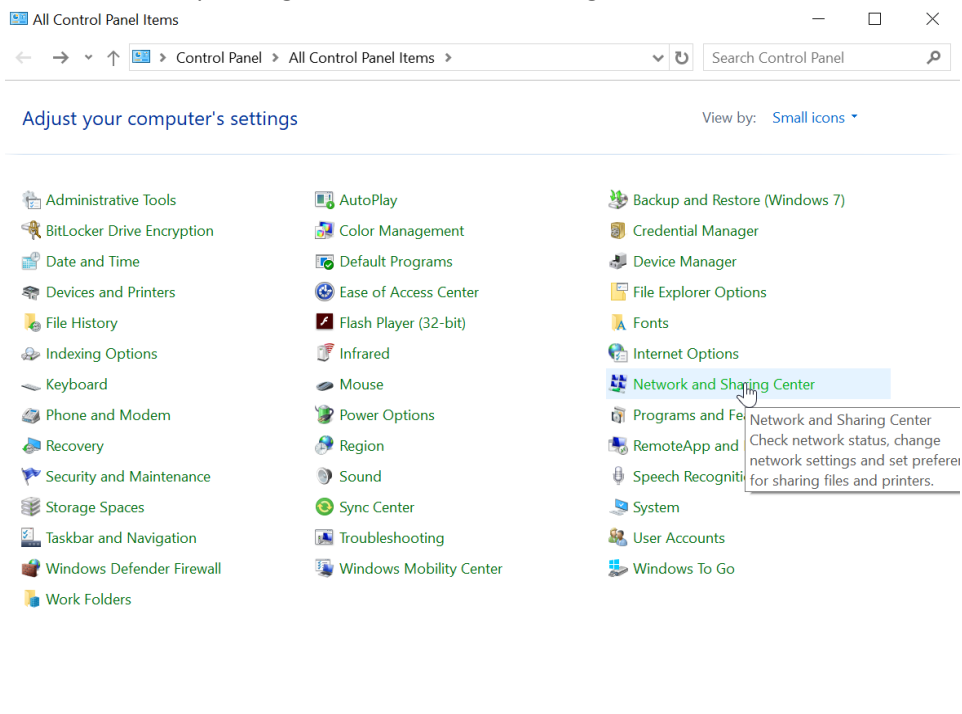 All Control Panel Items
Control Panel > All Control Panel Items >
Search Control Panel
Adjust your computer's settings
View by: Small icons
Administrative Tools
AutoPlay
Backup and Restore (Windows 7)
BitLocker Drive Encryption
Color Management
Credential Manager
Date and Time
Default Programs
Device Manager
Devices and Printers
Ease of Access Center
File Explorer Options
File History
Flash Player (32-bit)
Fonts
Indexing Options
Infrared
Internet Options
Keyboard
Mouse
Network and Sharing Center
Phone and Modem
Power Options
Programs and
Recovery
Region
RemoteApp and
Security and Maintenance
Sound
Speech
Storage Spaces
Sync Center
System
Taskbar and Navigation
Troubleshooting
User Accounts
Windows Defender Firewall
Windows Mobility Center
Windows To Go
Work Folders
Network and Sharing Center
Check network status, change
network settings and set
for sharing files and printers.